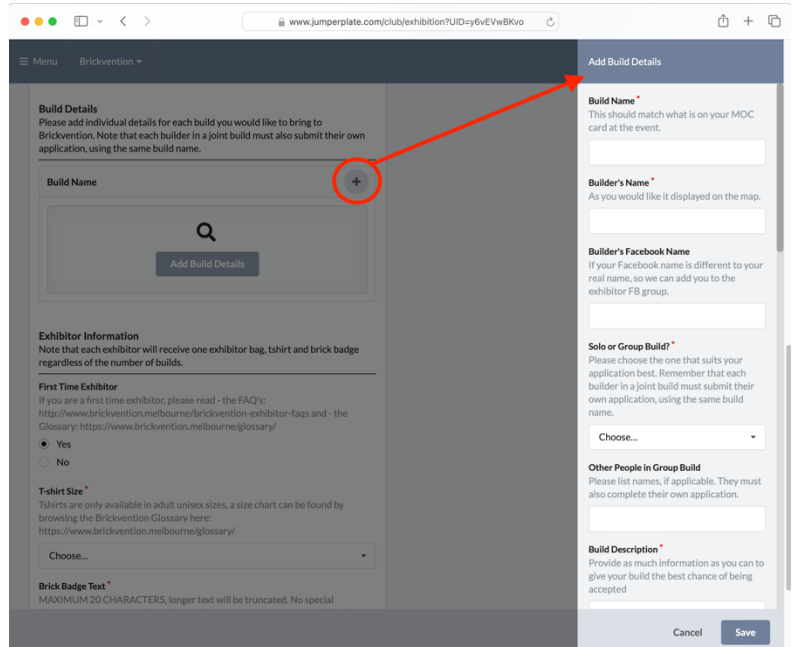 www.jumperplate.com/club/exhibition?UID=y6vEVwBKvo
Menu
Brickvention
Build Details
Please add individual details for each build you would like to bring to
Brickvention. Note that each builder in a joint build must also submit their own
application, using the same build name.
Build Name
+
Add Build Details
Exhibitor Information
Note that each exhibitor will receive one exhibitor bag, tshirt and brick badge
regardless of the number of builds.
First Time Exhibitor
If you are a first time exhibitor, please read - the FAQ's:
http://www.brickvention.melbourne/brickvention-exhibitor-faqs and - the
Glossary: https://www.brickvention.melbourne/glossary/
Yes
No
T-shirt Size *
Tshirts are only available in adult unisex sizes, a size chart can be found by
browsing the Brickvention Glossary here:
https://www.brickvention.melbourne/glossary/
Choose...
Brick Badge Text *
MAXIMUM 20 CHARACTERS, longer text will be truncated. No special
Add Build Details
Build Name *
This should match what is on your MOC
card at the event.
Builder's Name *
As you would like it displayed on the map.
Builder's Facebook Name
If your Facebook name is different to your
real name, so we can add you to the
exhibitor FB group.
Solo or Group Build? *
Please choose the one that suits your
application best. Remember that each
builder in a joint build must submit their
own application, using the same build
name.
Choose...
Other People in Group Build
Please list names, if applicable. They must
also complete their own application.
Build Description *
Provide as much information as you can to
give your build the best chance of being
accepted
Cancel
Save